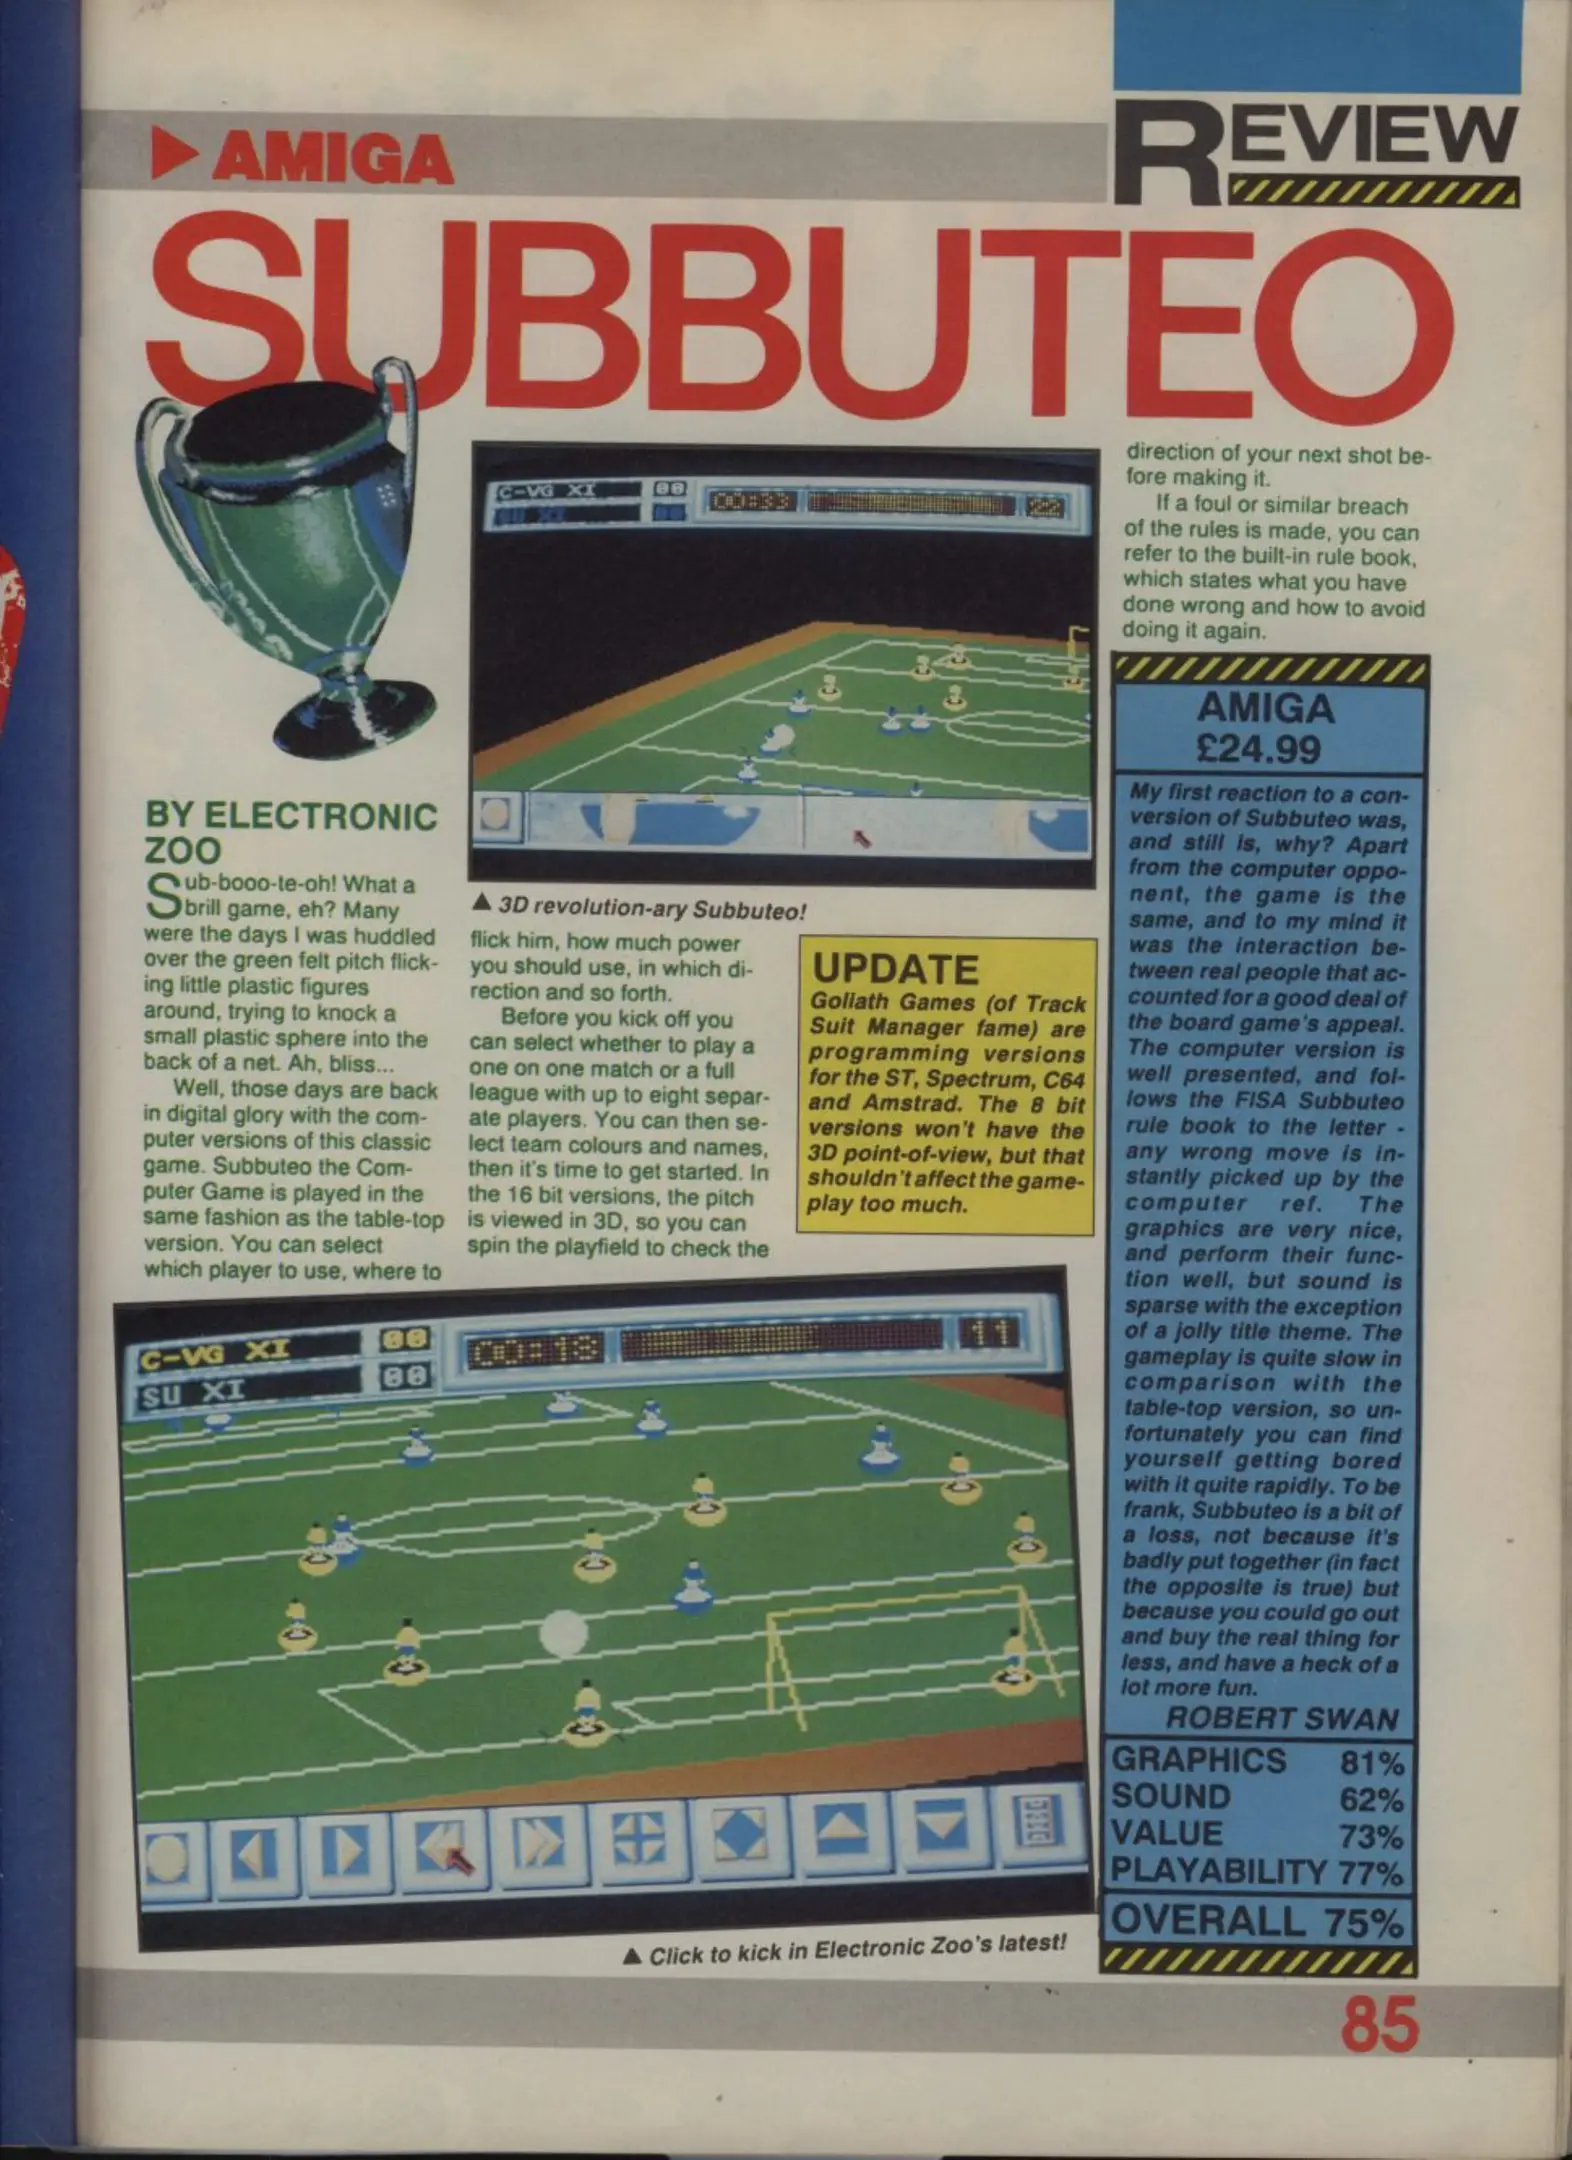 REVIEW
AMIGA
SUBBUTEO
BY ELECTRONIC
ZOO
Sub-booo-te-oh! What a
brill game, eh? Many
were the days I was huddled
over the green felt pitch flick-
ing little plastic figures
around, trying to knock a
small plastic sphere into the
back of a net. Ah, bliss...
Well, those days are back
in digital glory with the com-
puter versions of this classic
game. Subbuteo the Com-
puter Game is played in the
same fashion as the table-top
version. You can select
which player to use, where to
C-VG XI 00
SU XI 00
00:33
22
3D revolution-ary Subbuteo!
flick him, how much power
you should use, in which di-
rection and so forth.
Before you kick off you
can select whether to play a
one on one match or a full
league with up to eight separ-
ate players. You can then se-
lect team colours and names,
then it's time to get started. In
the 16 bit versions, the pitch
is viewed in 3D, so you can
spin the playfield to check the
UPDATE
Goliath Games (of Track
Suit Manager fame) are
programming versions
for the ST, Spectrum, C64
and Amstrad. The 8 bit
versions won't have the
3D point-of-view, but that
shouldn't affect the game-
play too much.
direction of your next shot be-
fore making it.
If a foul or similar breach
of the rules is made, you can
refer to the built-in rule book,
which states what you have
done wrong and how to avoid
doing it again.
AMIGA
£24.99
My first reaction to a con-
version of Subbuteo was,
and still is, why? Apart
from the computer oppo-
nent, the game is the
same, and to my mind it
was the interaction be-
tween real people that ac-
counted for a good deal of
the board game's appeal.
The computer version is
well presented, and fol-
lows the FISA Subbuteo
rule book to the letter -
any wrong move is in-
stantly picked up by the
computer ref. The
graphics are very nice,
and perform their func-
tion well, but sound is
sparse with the exception
of a jolly title theme. The
gameplay is quite slow in
comparison with the
table-top version, so un-
fortunately you can find
yourself getting bored
with it quite rapidly. To be
frank, Subbuteo is a bit of
a loss, not because it's
badly put together (in fact
the opposite is true) but
because you could go out
and buy the real thing for
less, and have a heck of a
lot more fun.
ROBERT SWAN
GRAPHICS 81%
SOUND 62%
VALUE 73%
PLAYABILITY 77%
OVERALL 75%
C-VG XI 00
SU XI 00
00:18
11
Click to kick in Electronic Zoo's latest!
85